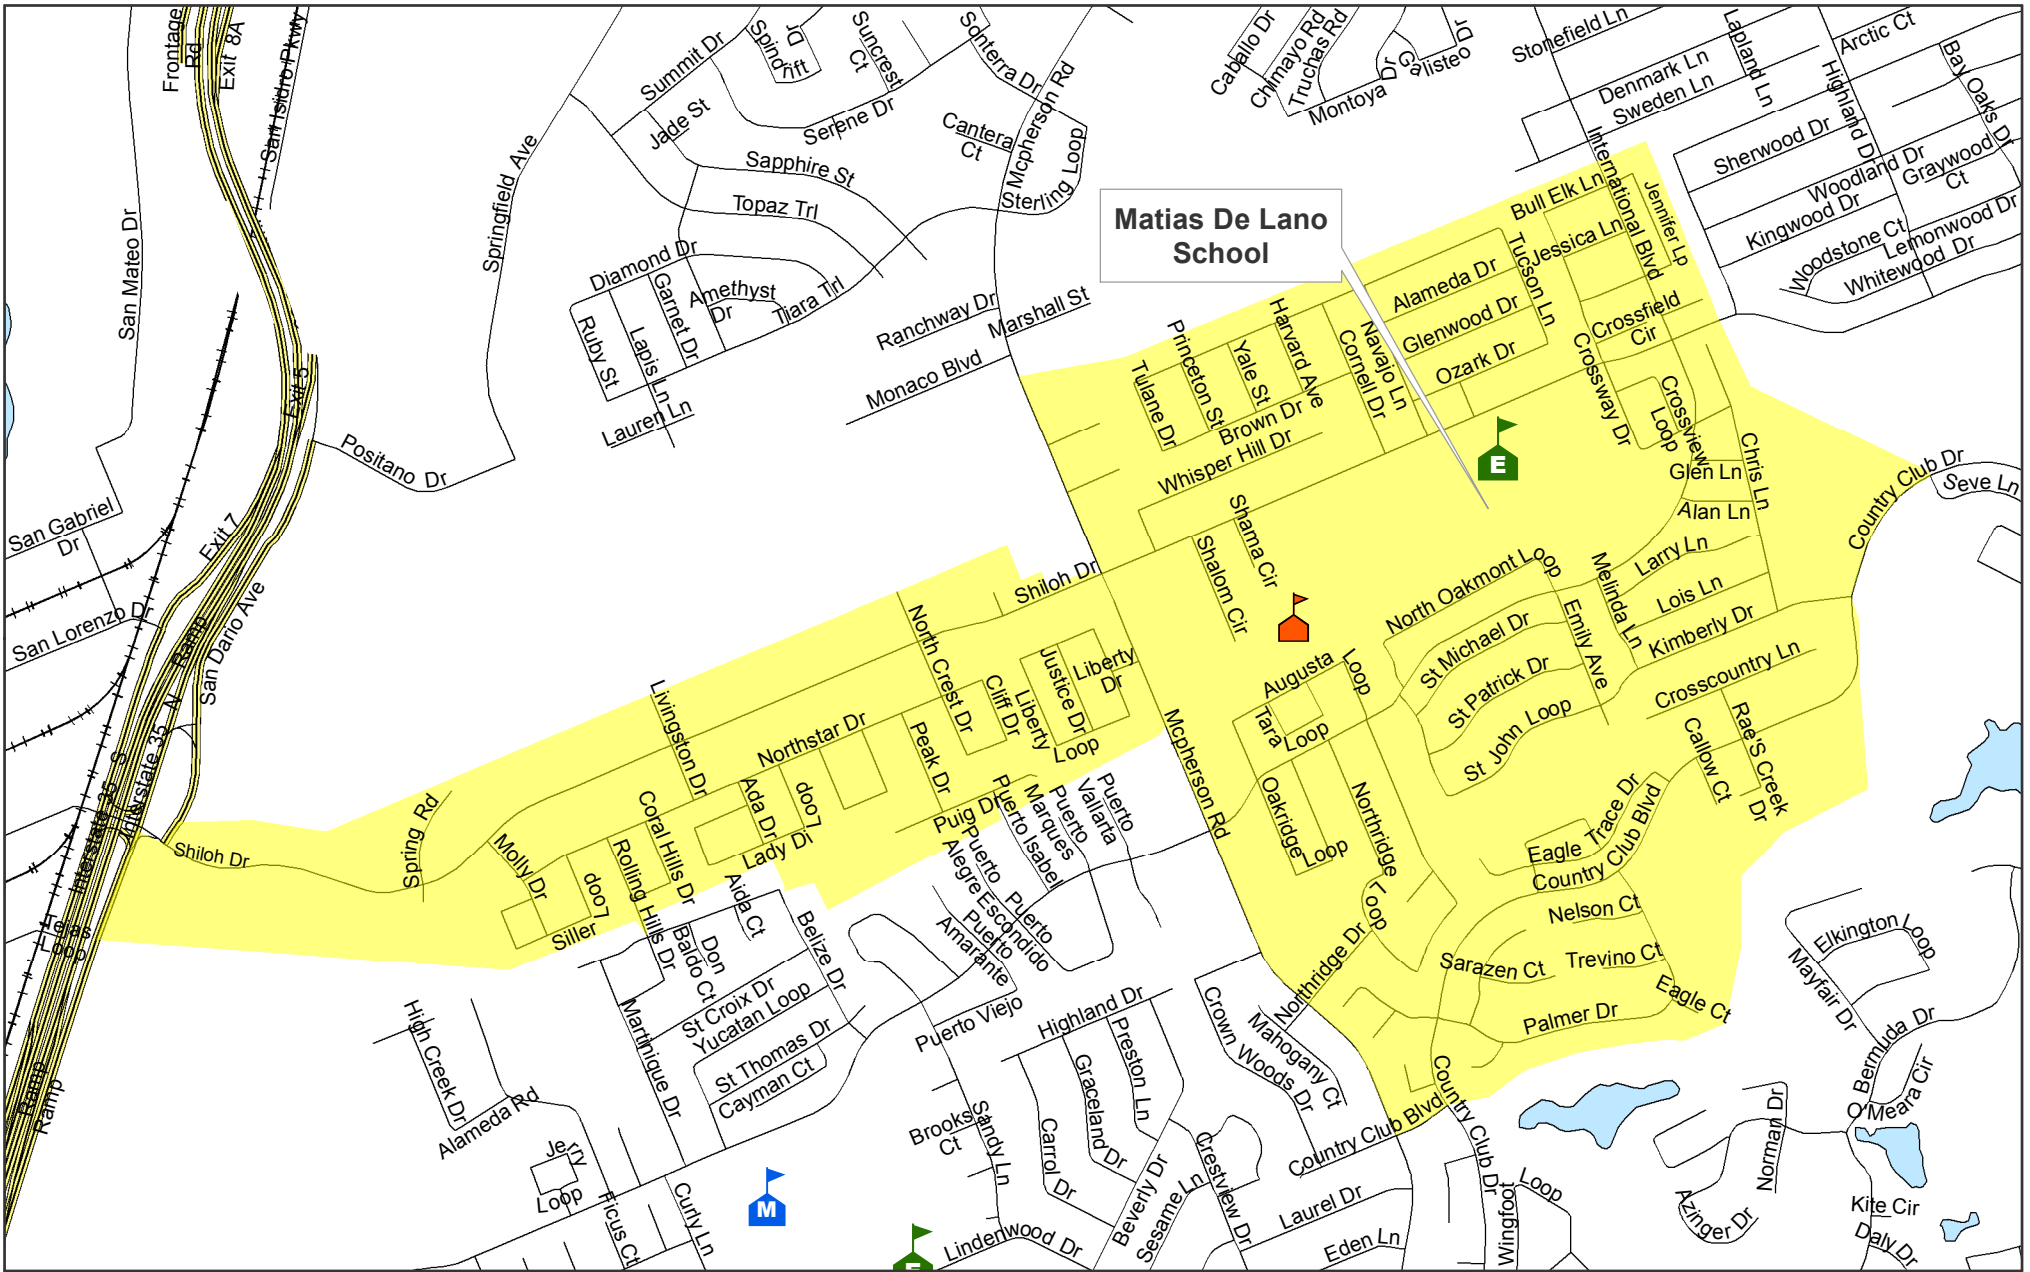 Frontage
Rd
Exit 8A
San Isidro Pkwy
San Mateo Dr
Springfield Ave
Summit Dr
Spind
rift
Dr
Suncrest
Ct
Sonterra Dr
Jade St
Serene Dr
Cantera
Ct
Mcpherson Rd
Sterling Loop
Sapphire St
Topaz Trl
Diamond Dr
Garnet Dr
Amethyst
Dr
Tiara Trl
Ruby St
Lapis Ln
Lauren Ln
Ranchway Dr
Marshall St
Monaco Blvd
Caballo Dr
Chimayo Rd
Truchas Rd
Montoya
Dr
Galisteo
Dr
Stonefield Ln
Lapland Ln
Denmark Ln
Sweden Ln
Arctic Ct
Highland Dr
Bay Oaks Dr
Sherwood Dr
Woodland Dr
Graywood
Ct
Kingwood Dr
Woodstone Ct
Lemonwood Dr
Whitewood Dr
International Blvd
Bull Elk Ln
Jennifer Lp
Jessica Ln
Tucson Ln
Matias De Lano
School
Alameda Dr
Glenwood Dr
Ozark Dr
Crossfield
Cir
Crossway Dr
Crossview
Loop
Harvard Ave
Princeton St
Yale St
Tulane Dr
Navajo Ln
Cornell Dr
Brown Dr
Whisper Hill Dr
E
Glen Ln
Chris Ln
Alan Ln
Country Club Dr
Seve Ln
Exit 5
Positano Dr
San Gabriel
Dr
Exit 7
San Lorenzo Dr
Ramp
San Dario Ave
Shama Cir
Shalom Cir
Shiloh Dr
North Oakmont Loop
Melinda Ln
Larry Ln
Lois Ln
Emily Ave
Kimberly Dr
Crosscountry Ln
St Michael Dr
St Patrick Dr
St John Loop
Augusta
Loop
Tara
Loop
Callow Ct
Rae'S Creek
Dr
North Crest Dr
Livingston Dr
Cliff Dr
Justice Dr
Liberty
Dr
Liberty
Loop
Northstar Dr
Peak Dr
Mcpherson Rd
Interstate 35 S
Interstate 35 N
Shiloh Dr
Spring Rd
Molly Dr
Coral Hills Dr
Ada Dr
Loop
Lady Di
Rolling Hills Dr
Loop
Siller
Puig Dr
Puerto Isabel
Marques
Puerto
Vallarta
Puerto
Puerto
Alegre
Escondido
Puerto
Puerto
Amarante
Oakridge
Loop
Northridge
Loop
Northridge Dr
Eagle Trace Dr
Country Club Blvd
Nelson Ct
Sarazen Ct
Trevino Ct
Eagle Ct
Palmer Dr
Elkington Loop
Mayfair Dr
Bermuda Dr
O'Meara Cir
Texas
Loop
Aida Ct
Don
Baldo Ct
Belize Dr
St Croix Dr
Yucatan Loop
St Thomas Dr
Cayman Ct
Martinique Dr
High Creek Dr
Alameda Rd
Jerry
Loop
Ficus Ct
Curly Ln
Puerto Viejo
Highland Dr
Preston Ln
Graceland Dr
Carrol Dr
Brooks
Ct
Sandy Ln
Crown Woods Dr
Mahogany Ct
Country Club Blvd
Country Club Dr
Crestview Dr
Beverly Dr
Sesame Ln
Lindenwood Dr
Laurel Dr
Eden Ln
Wingfoot
Loop
Norman Dr
Azinger Dr
Kite Cir
Daly Dr
Ramp
Ramp
M
E